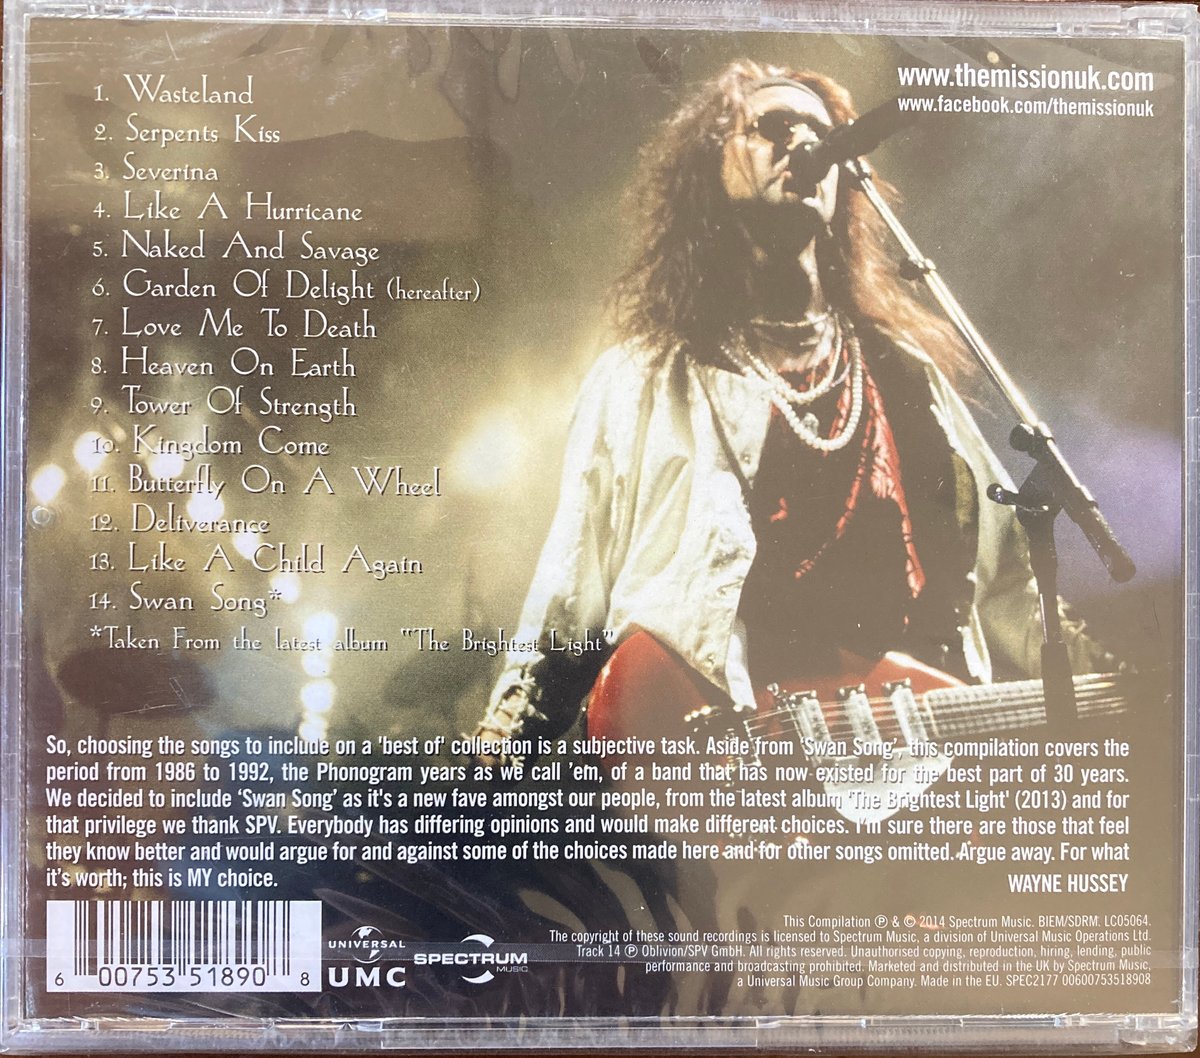 www.themissionuk.com
www.facebook.com/themissionuk
1. Wasteland
2. Serpents Kiss
3. Severina
4. Like A Hurricane
5. Naked And Savage
6. Garden Of Delight (hereafter)
7. Love Me To Death
8. Heaven On Earth
9. Tower Of Strength
10. Kingdom Come
11. Butterfly On A Wheel
12. Deliverance
13. Like A Child Again
14. Swan Song*
*Taken From the latest album "The Brightest Light"
So, choosing the songs to include on a 'best of' collection is a subjective task. Aside from 'Swan Song', this compilation covers the
period from 1986 to 1992, the Phonogram years as we call 'em, of a band that has now existed for the best part of 30 years.
We decided to include 'Swan Song' as it's a new fave amongst our people, from the latest album 'The Brightest Light' (2013) and for
that privilege we thank SPV. Everybody has differing opinions and would make different choices. I'm sure there are those that feel
they know better and would argue for and against some of the choices made here and for other songs omitted. Argue away. For what
it's worth; this is MY choice.
WAYNE HUSSEY
This Compilation ℗ & © 2014 Spectrum Music. BIEM/SDRM. LC05064.
The copyright of these sound recordings is licensed to Spectrum Music, a division of Universal Music Operations Ltd.
Track 14 ℗ Oblivion/SPV GmbH. All rights reserved. Unauthorised copying, reproduction, hiring, lending, public
performance and broadcasting prohibited. Marketed and distributed in the UK by Spectrum Music,
a Universal Music Group Company. Made in the EU. SPEC2177 00600753518908
6 00753 51890 8
UNIVERSAL
UMC
SPECTRUM
MUSIC